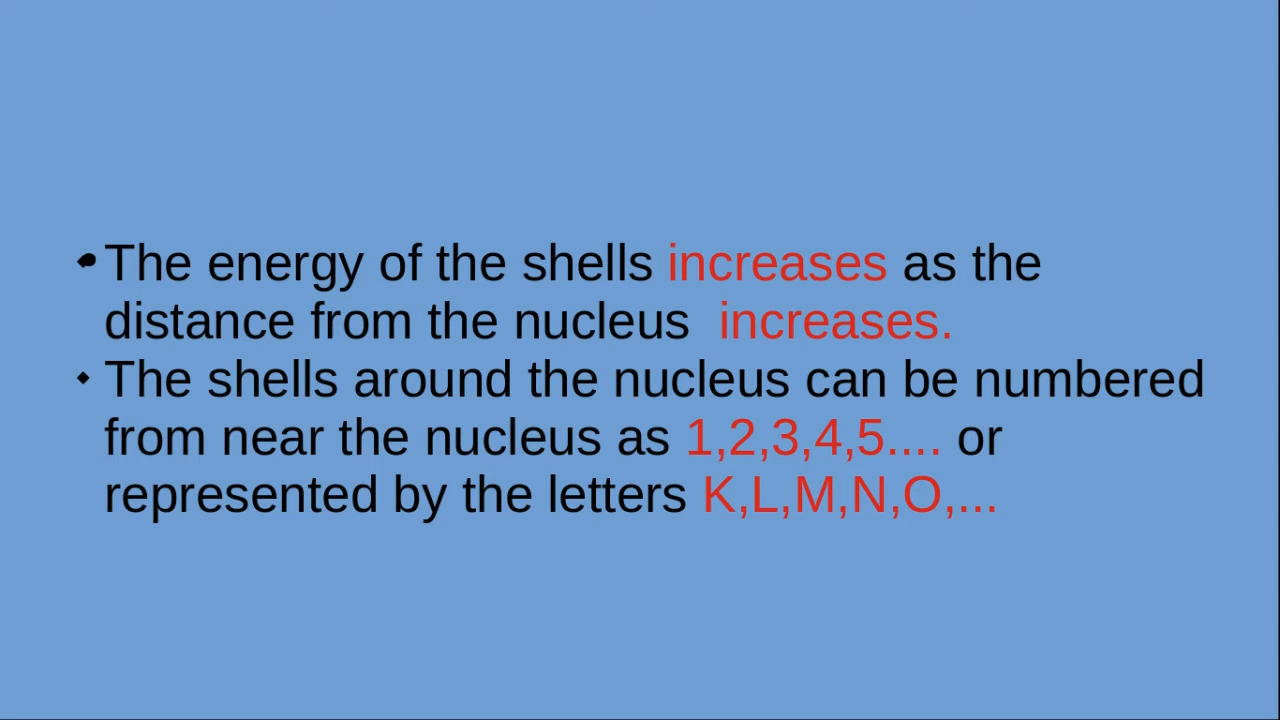 • The energy of the shells increases as the
distance from the nucleus  increases.
◆ The shells around the nucleus can be numbered
from near the nucleus as 1,2,3,4,5.... or
represented by the letters K,L,M,N,O,...